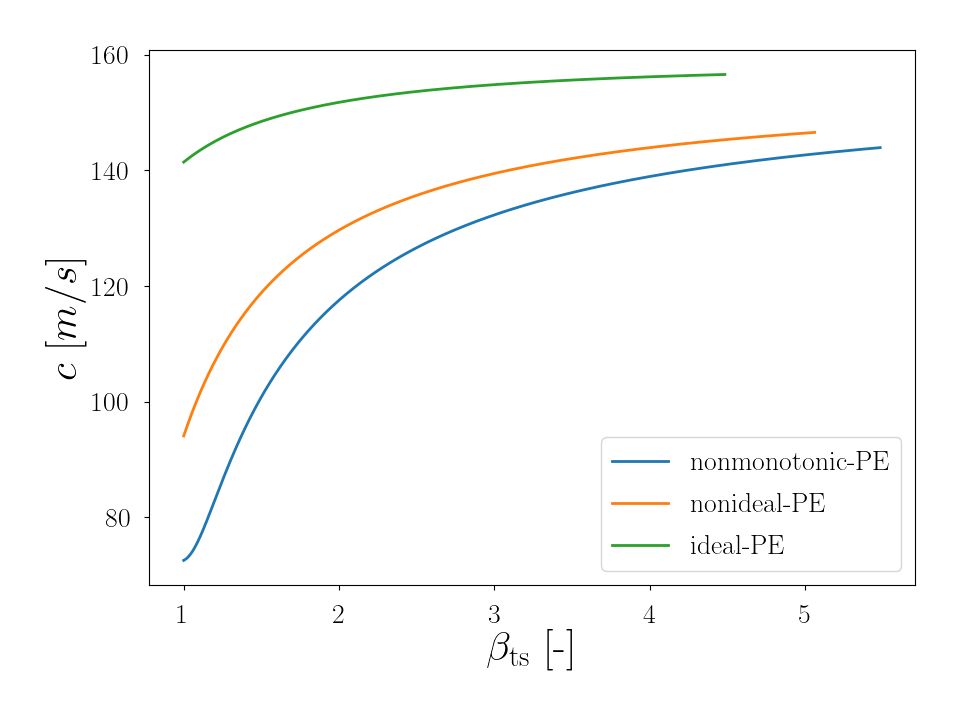 160
140
120
100
80
c [m/s]
nonmonotonic-PE
nonideal-PE
ideal-PE
1 2 3 4 5
β_ts [-]